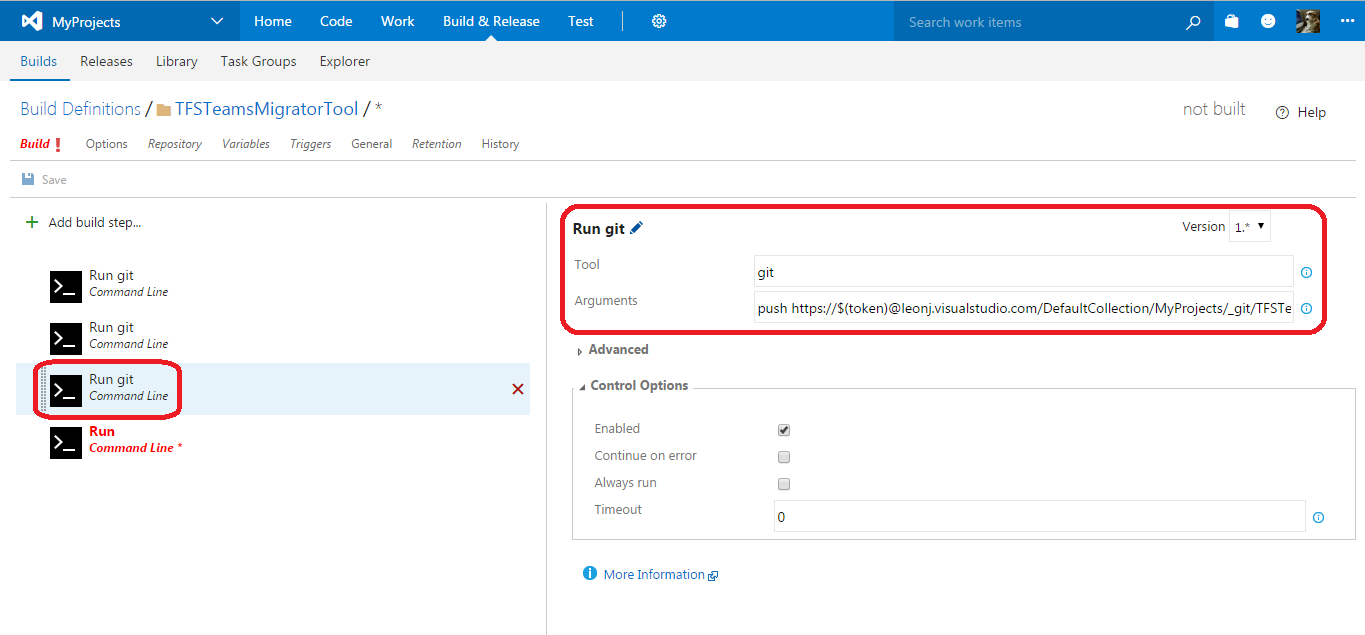 MyProjects Home Code Work Build & Release Test Search work items
Builds Releases Library Task Groups Explorer
Build Definitions / TFSTeamsMigratorTool / *
not built Help
Build ! Options Repository Variables Triggers General Retention History
Save
Add build step...
Run git
Command Line
Run git
Command Line
Run git
Command Line
Run
Command Line *
Run git
Version 1.*
Tool git
Arguments push https://$(token)@leonj.visualstudio.com/DefaultCollection/MyProjects/_git/TFSTe
Advanced
Control Options
Enabled
Continue on error
Always run
Timeout 0
More Information